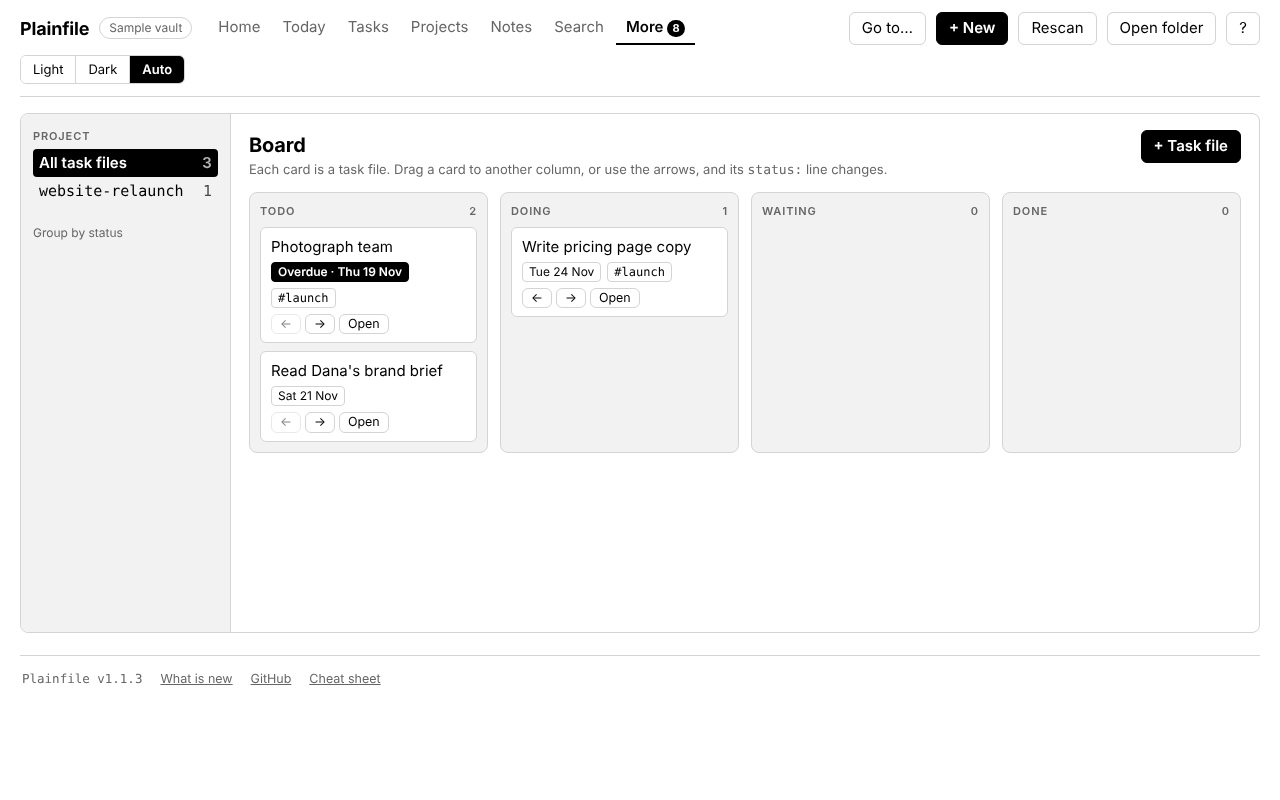 Plainfile Sample vault Home Today Tasks Projects Notes Search More 8 Go to... + New Rescan Open folder ?
Light Dark Auto
PROJECT
All task files 3
website-relaunch 1
Group by status
Board
+ Task file
Each card is a task file. Drag a card to another column, or use the arrows, and its status: line changes.
TODO 2
Photograph team
Overdue · Thu 19 Nov
#launch
← → Open
Read Dana's brand brief
Sat 21 Nov
← → Open
DOING 1
Write pricing page copy
Tue 24 Nov #launch
← → Open
WAITING 0
DONE 0
Plainfile v1.1.3 What is new GitHub Cheat sheet